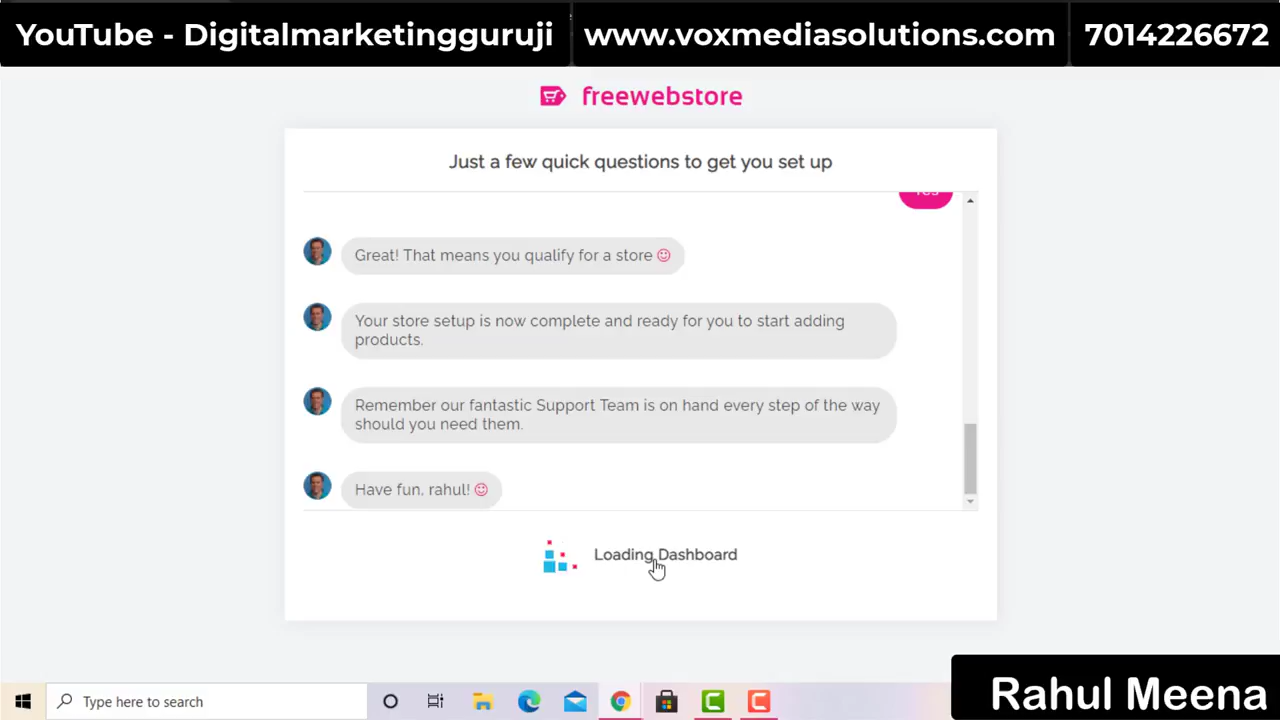 YouTube - Digitalmarketingguruji www.voxmediasolutions.com 7014226672
freewebstore
Just a few quick questions to get you set up
Yes
Great! That means you qualify for a store
Your store setup is now complete and ready for you to start adding
products.
Remember our fantastic Support Team is on hand every step of the way
should you need them.
Have fun, rahul!
Loading Dashboard
Type here to search
Rahul Meena